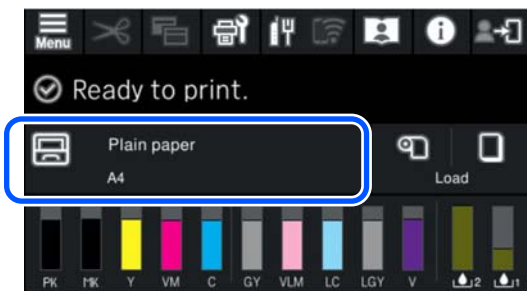 Menu
Ready to print.
Plain paper
A4
Load
PK MK Y VM C GY VLM LC LGY V 2 1